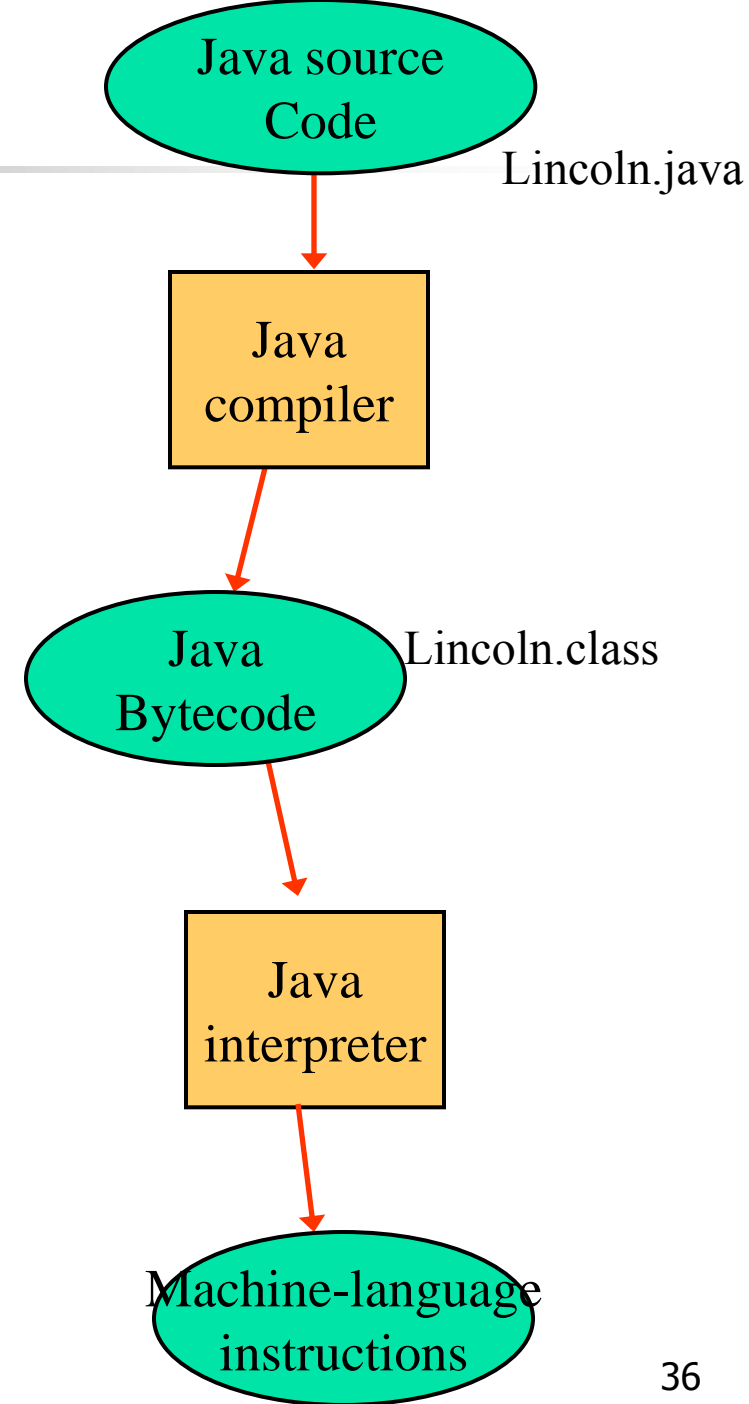 Java source
Code
Lincoln.java
Java
compiler
Java
Bytecode
Lincoln.class
Java
interpreter
Machine-language
instructions
36